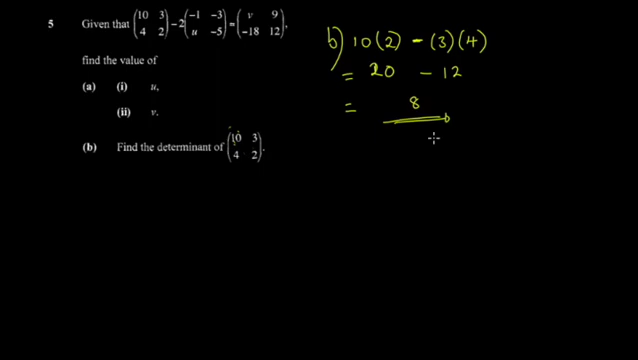 5 Given that (10 3 4 2) − 2(−1 −3 u −5) = (v 9 −18 12),
find the value of
(a) (i) u,
(ii) v.
(b) Find the determinant of (10 3 4 2).
b) 10(2) - (3)(4)
= 20 - 12
= 8